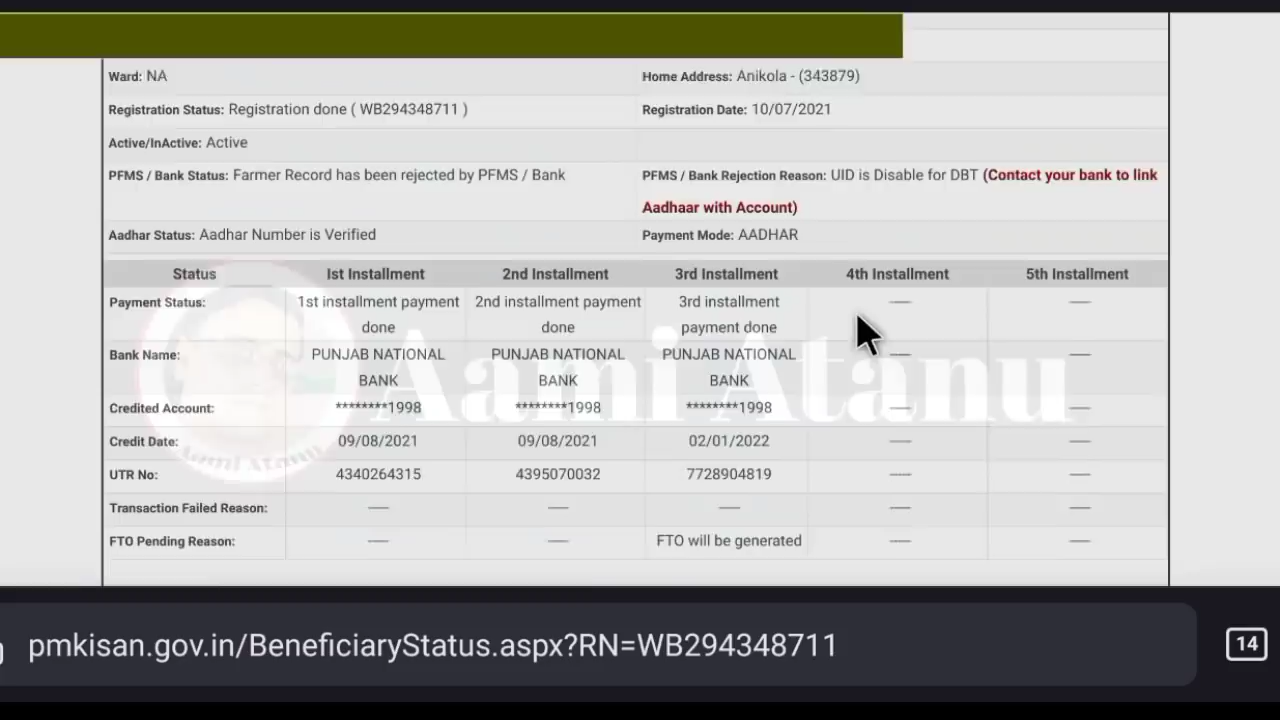 Ward: NA Home Address: Anikola - (343879)
Registration Status: Registration done ( WB294348711 ) Registration Date: 10/07/2021
Active/InActive: Active
PFMS / Bank Status: Farmer Record has been rejected by PFMS / Bank PFMS / Bank Rejection Reason: UID is Disable for DBT (Contact your bank to link
Aadhaar with Account)
Aadhar Status: Aadhar Number is Verified Payment Mode: AADHAR
Status Ist Installment 2nd Installment 3rd Installment 4th Installment 5th Installment
Payment Status: 1st installment payment 2nd installment payment 3rd installment —— ——
done done payment done
Bank Name: PUNJAB NATIONAL PUNJAB NATIONAL PUNJAB NATIONAL —— ——
BANK BANK BANK
Credited Account: ********1998 ********1998 ********1998 —— ——
Credit Date: 09/08/2021 09/08/2021 02/01/2022 —— ——
UTR No: 4340264315 4395070032 7728904819 —— ——
Transaction Failed Reason: —— —— —— —— ——
FTO Pending Reason: —— —— FTO will be generated —— ——
Aami Atanu
Aami Atanu
pmkisan.gov.in/BeneficiaryStatus.aspx?RN=WB294348711
14